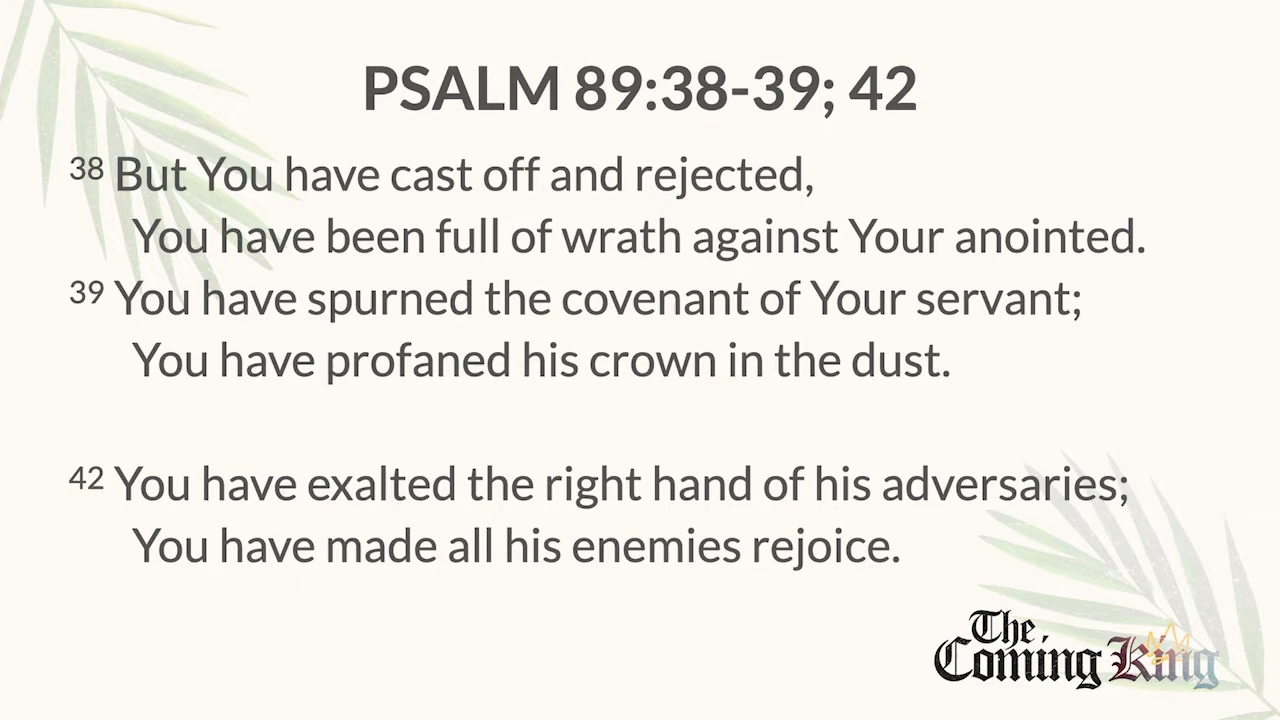 PSALM 89:38-39; 42
38 But You have cast off and rejected,
You have been full of wrath against Your anointed.
39 You have spurned the covenant of Your servant;
You have profaned his crown in the dust.
42 You have exalted the right hand of his adversaries;
You have made all his enemies rejoice.
The
Coming King